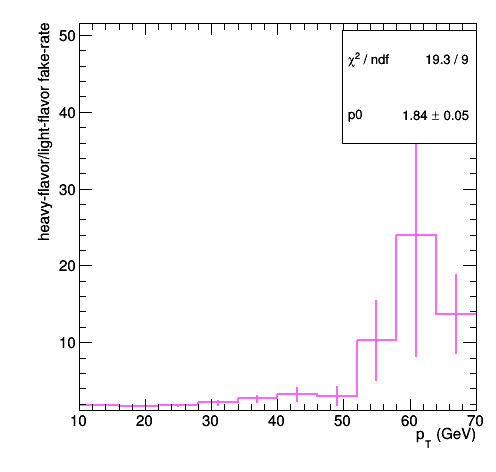 heavy-flavor/light-flavor fake-rate
50
40
30
20
10
χ² / ndf 19.3 / 9
p0 1.84 ± 0.05
10 20 30 40 50 60 70
p_T (GeV)